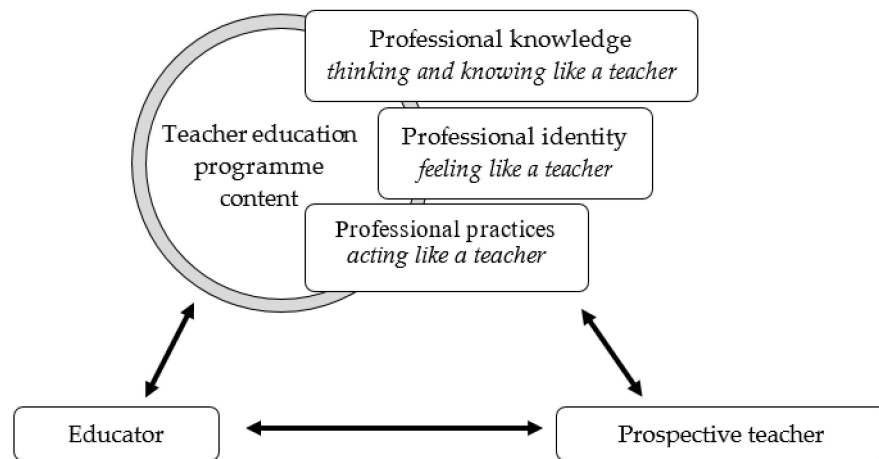 Professional knowledge
thinking and knowing like a teacher
Teacher education
programme
content
Professional identity
feeling like a teacher
Professional practices
acting like a teacher
Educator
Prospective teacher